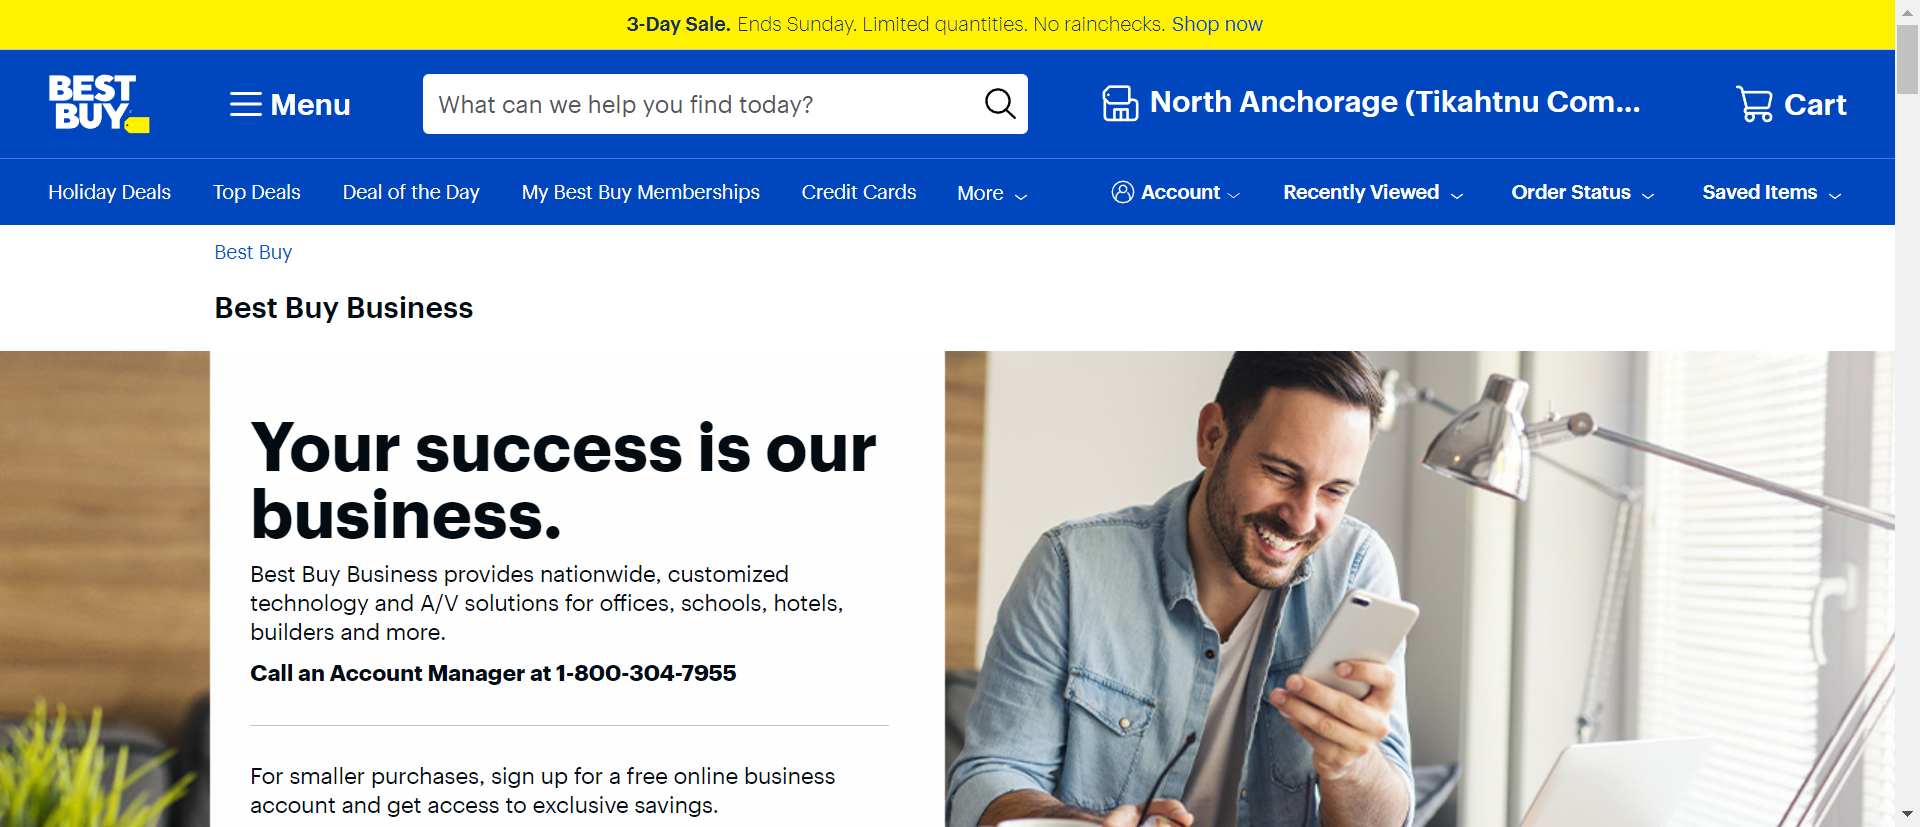 3-Day Sale. Ends Sunday. Limited quantities. No rainchecks. Shop now
BEST
BUY
Menu
What can we help you find today?
North Anchorage (Tikahtnu Com...
Cart
Holiday Deals
Top Deals
Deal of the Day
My Best Buy Memberships
Credit Cards
More
Account
Recently Viewed
Order Status
Saved Items
Best Buy
Best Buy Business
Your success is our
business.
Best Buy Business provides nationwide, customized
technology and A/V solutions for offices, schools, hotels,
builders and more.
Call an Account Manager at 1-800-304-7955
For smaller purchases, sign up for a free online business
account and get access to exclusive savings.